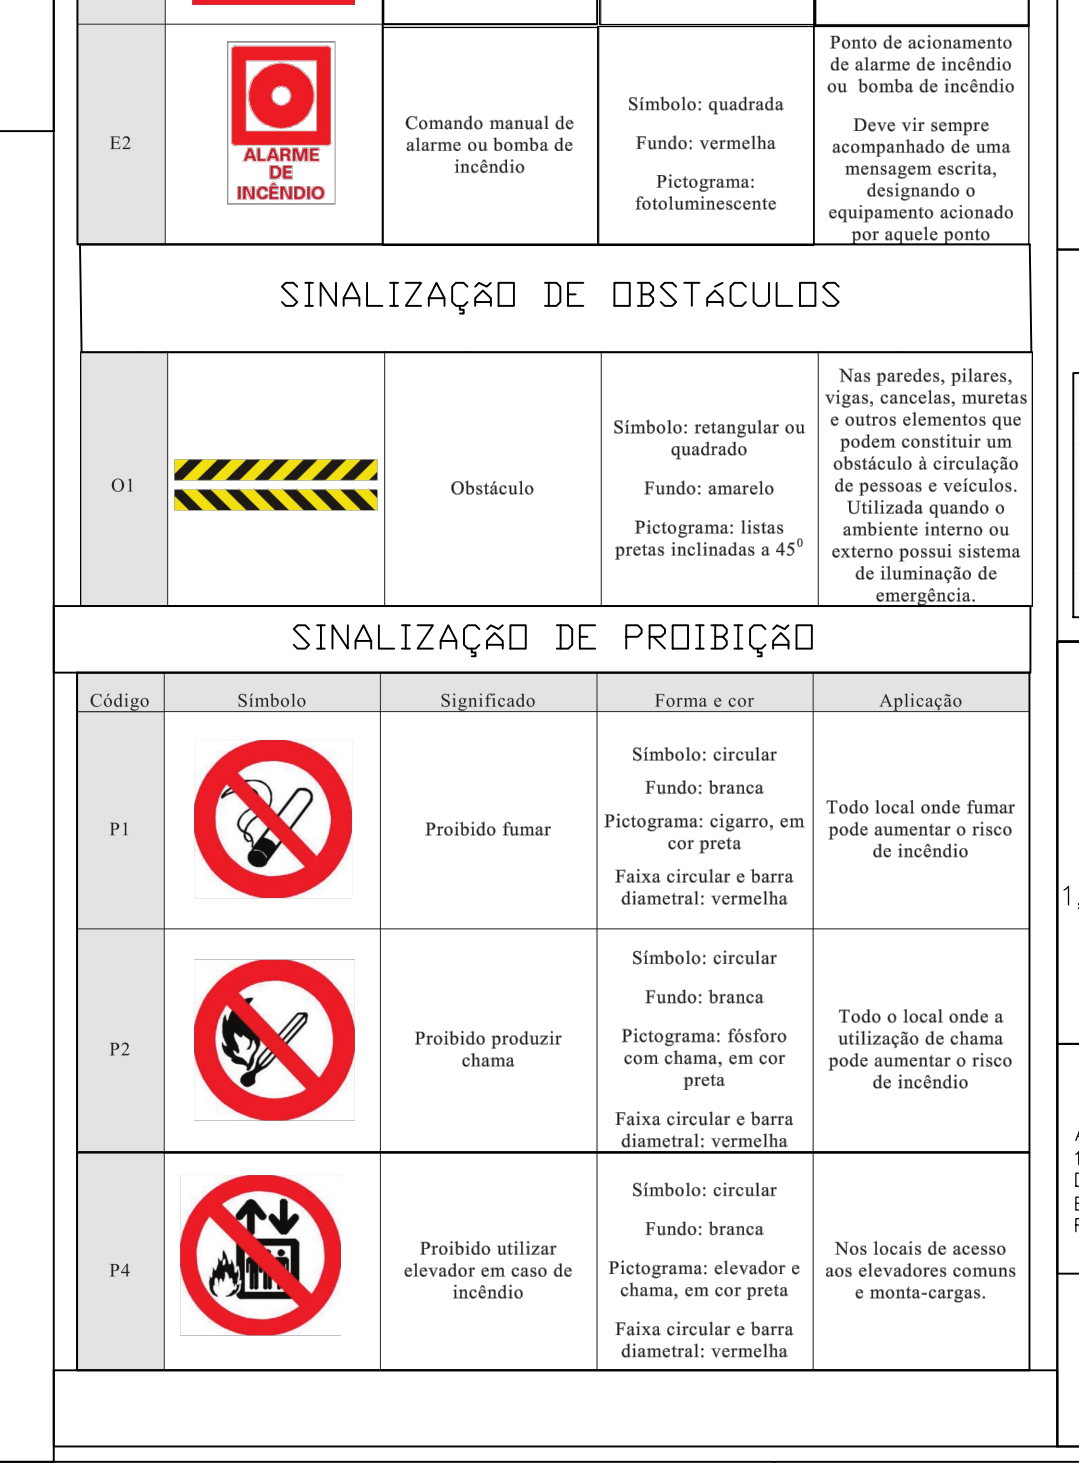 E2
ALARME
DE
INCÊNDIO
Comando manual de
alarme ou bomba de
incêndio
Símbolo: quadrada
Fundo: vermelha
Pictograma:
fotoluminescente
Ponto de acionamento
de alarme de incêndio
ou bomba de incêndio
Deve vir sempre
acompanhado de uma
mensagem escrita,
designando o
equipamento acionado
por aquele ponto
SINALIZAÇÃO DE OBSTÁCULOS
O1
Obstáculo
Símbolo: retangular ou
quadrado
Fundo: amarelo
Pictograma: listas
pretas inclinadas a 45⁰
Nas paredes, pilares,
vigas, cancelas, muretas
e outros elementos que
podem constituir um
obstáculo à circulação
de pessoas e veículos.
Utilizada quando o
ambiente interno ou
externo possui sistema
de iluminação de
emergência.
SINALIZAÇÃO DE PROIBIÇÃO
Código
Símbolo
Significado
Forma e cor
Aplicação
P1
Proibido fumar
Símbolo: circular
Fundo: branca
Pictograma: cigarro, em
cor preta
Faixa circular e barra
diametral: vermelha
Todo local onde fumar
pode aumentar o risco
de incêndio
P2
Proibido produzir
chama
Símbolo: circular
Fundo: branca
Pictograma: fósforo
com chama, em cor
preta
Faixa circular e barra
diametral: vermelha
Todo o local onde a
utilização de chama
pode aumentar o risco
de incêndio
P4
Proibido utilizar
elevador em caso de
incêndio
Símbolo: circular
Fundo: branca
Pictograma: elevador e
chama, em cor preta
Faixa circular e barra
diametral: vermelha
Nos locais de acesso
aos elevadores comuns
e monta-cargas.
1,